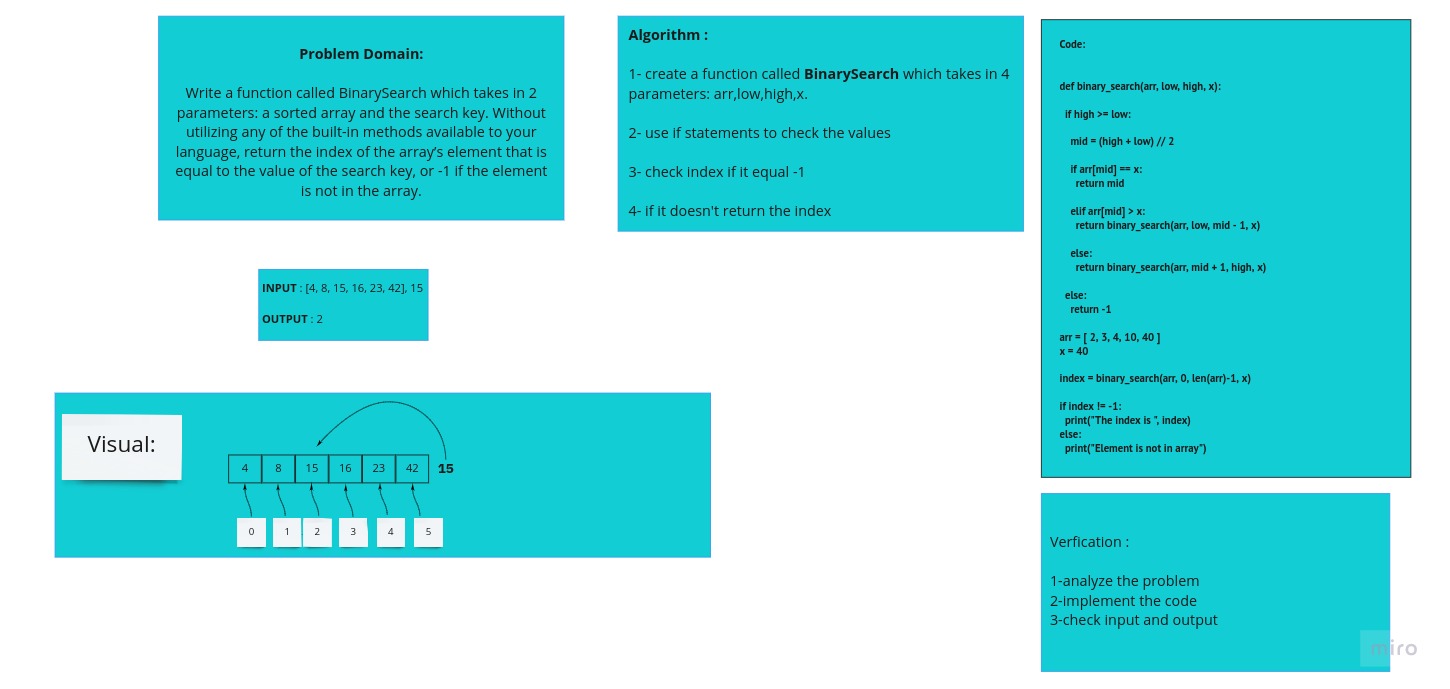 Problem Domain:
Write a function called BinarySearch which takes in 2
parameters: a sorted array and the search key. Without
utilizing any of the built-in methods available to your
language, return the index of the array’s element that is
equal to the value of the search key, or -1 if the element
is not in the array.
INPUT : [4, 8, 15, 16, 23, 42], 15
OUTPUT : 2
Visual:
4 8 15 16 23 42 15
0 1 2 3 4 5
Algorithm :
1- create a function called BinarySearch which takes in 4
parameters: arr,low,high,x.
2- use if statements to check the values
3- check index if it equal -1
4- if it doesn't return the index
Code:
def binary_search(arr, low, high, x):
if high >= low:
mid = (high + low) // 2
if arr[mid] == x:
return mid
elif arr[mid] > x:
return binary_search(arr, low, mid - 1, x)
else:
return binary_search(arr, mid + 1, high, x)
else:
return -1
arr = [ 2, 3, 4, 10, 40 ]
x = 40
index = binary_search(arr, 0, len(arr)-1, x)
if index != -1:
print("The index is ", index)
else:
print("Element is not in array")
Verfication :
1-analyze the problem
2-implement the code
3-check input and output
miro